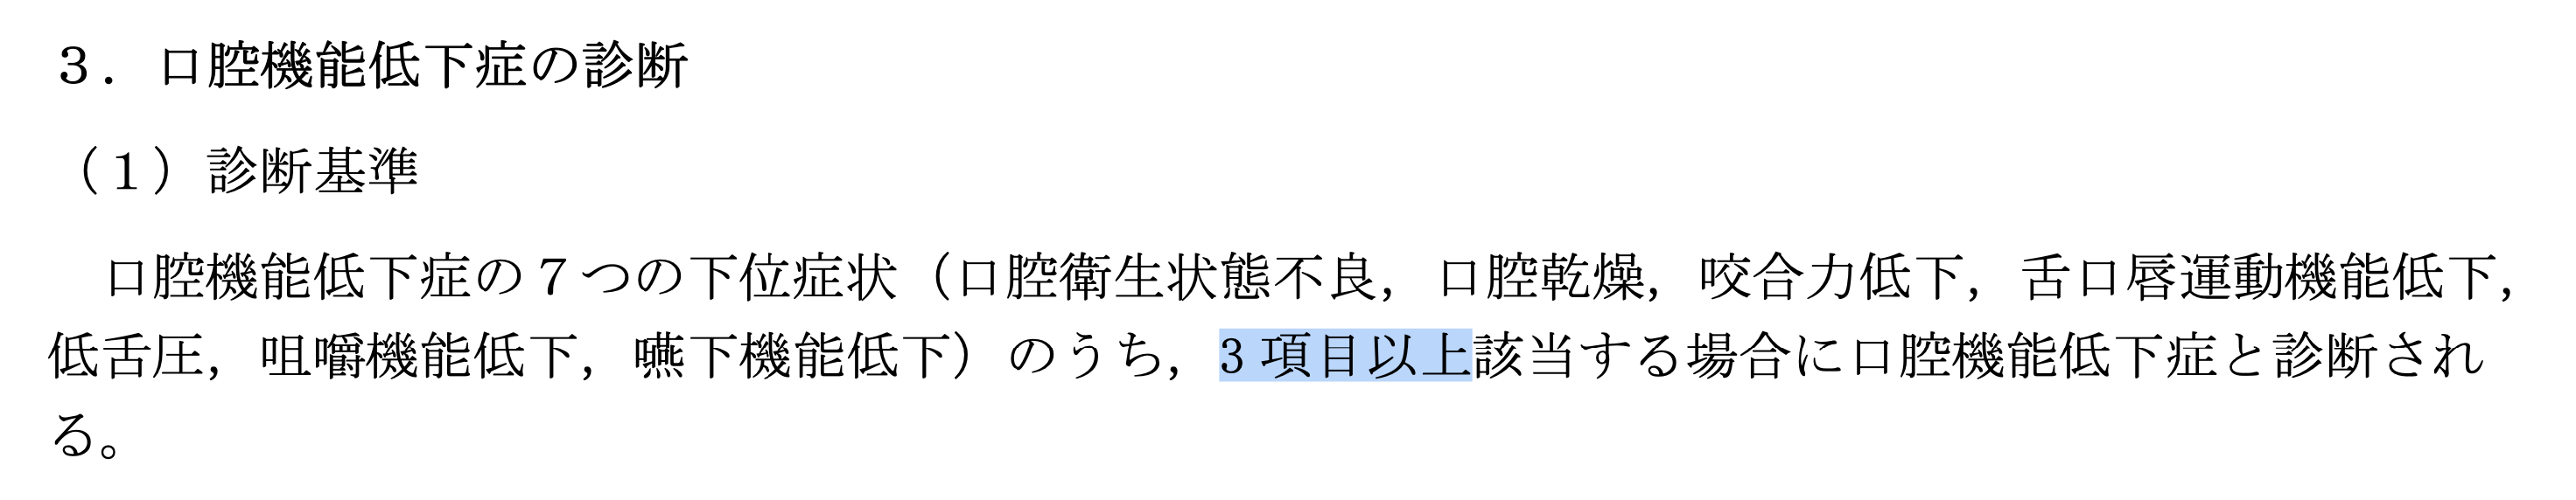 ３．口腔機能低下症の診断
（１）診断基準
口腔機能低下症の７つの下位症状（口腔衛生状態不良，口腔乾燥，咬合力低下，舌口唇運動機能低下，
低舌圧，咀嚼機能低下，嚥下機能低下）のうち，3 項目以上該当する場合に口腔機能低下症と診断され
る。